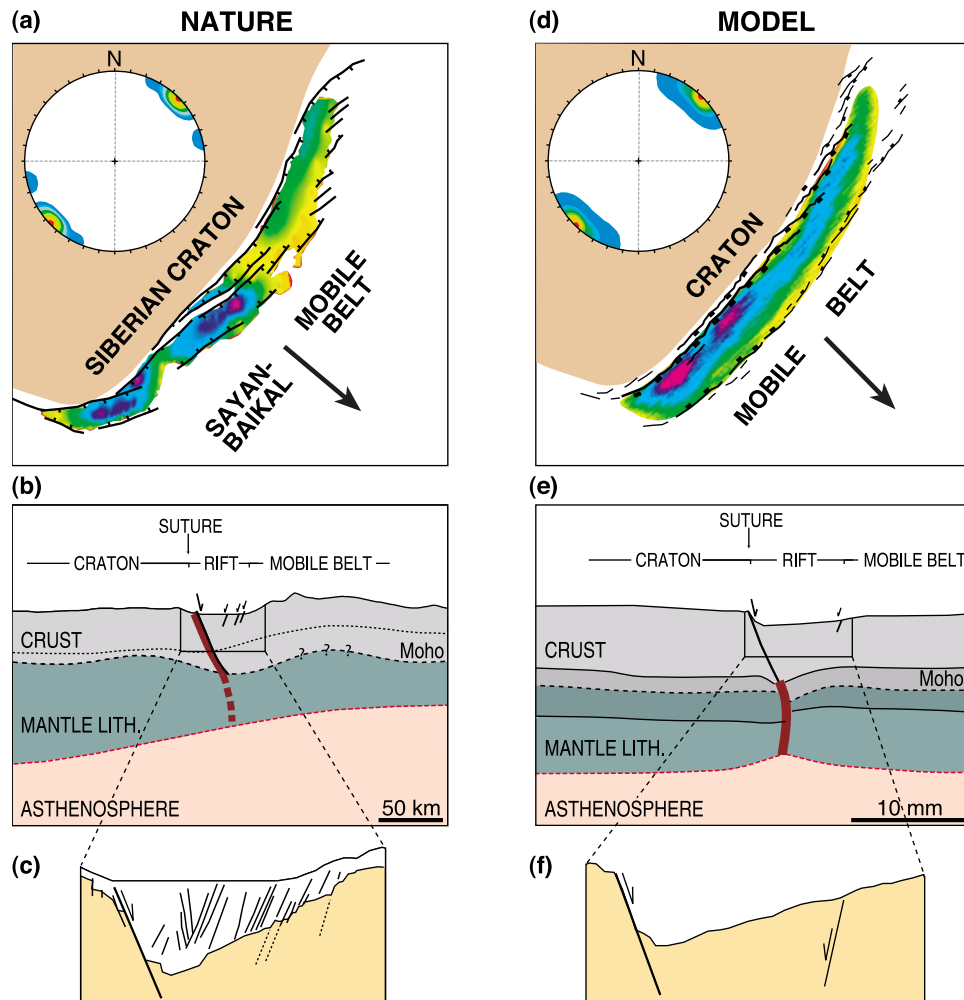 (a)
NATURE
N
SIBERIAN CRATON
MOBILE
BELT
SAYAN-
BAIKAL
(b)
SUTURE
CRATON
RIFT
MOBILE BELT
CRUST
? ? ?
Moho
MANTLE LITH.
ASTHENOSPHERE
50 km
(c)
(d)
MODEL
N
CRATON
BELT
MOBILE
(e)
SUTURE
CRATON
RIFT
MOBILE BELT
CRUST
Moho
MANTLE LITH.
ASTHENOSPHERE
10 mm
(f)